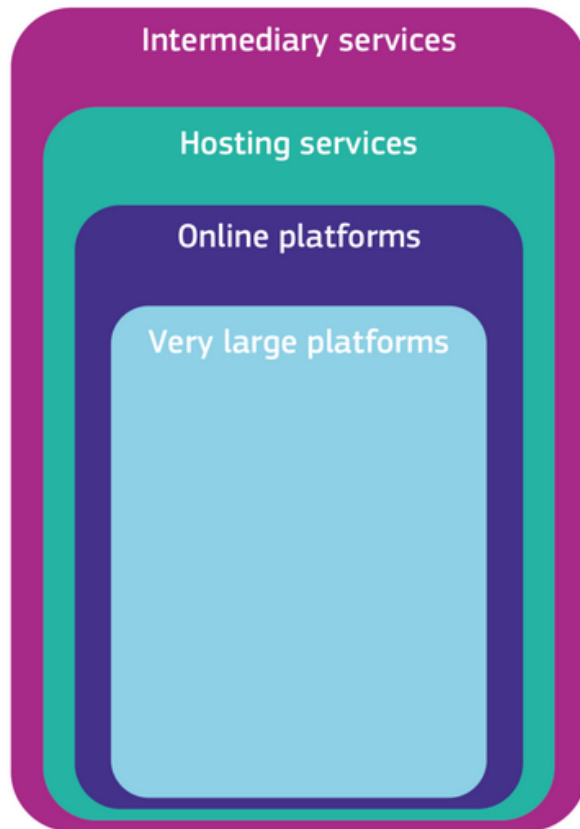 Intermediary services
Hosting services
Online platforms
Very large platforms